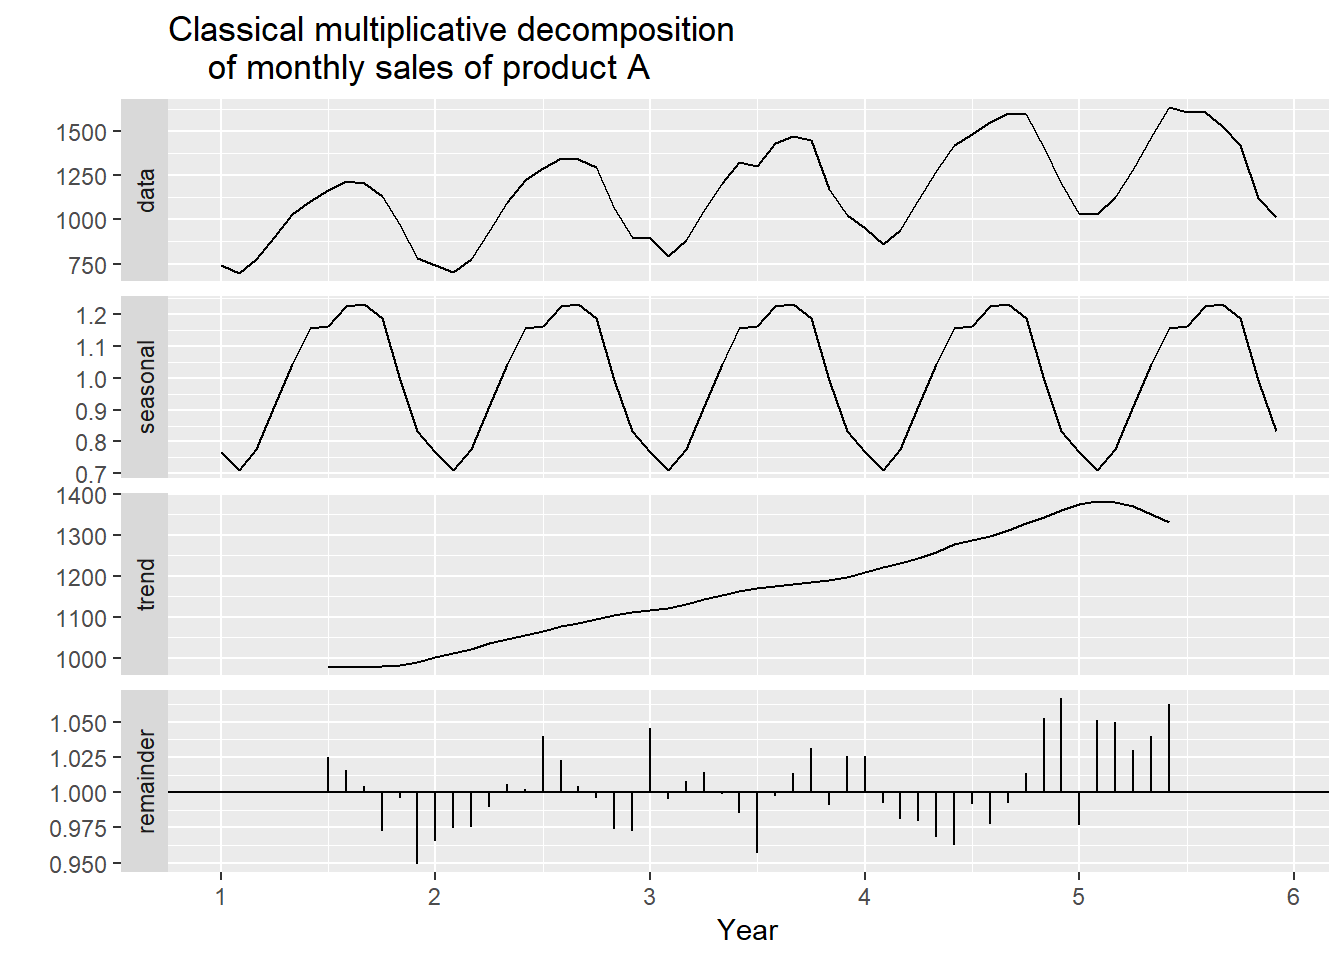 Classical multiplicative decomposition
of monthly sales of product A
data
1500
1250
1000
750
seasonal
1.2
1.1
1.0
0.9
0.8
0.7
trend
1400
1300
1200
1100
1000
remainder
1.050
1.025
1.000
0.975
0.950
1 2 3 4 5 6
Year